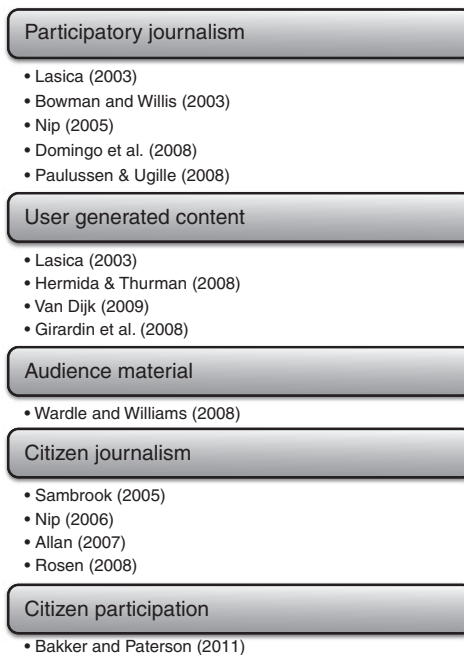 Participatory journalism
• Lasica (2003)
• Bowman and Willis (2003)
• Nip (2005)
• Domingo et al. (2008)
• Paulussen & Ugille (2008)
User generated content
• Lasica (2003)
• Hermida & Thurman (2008)
• Van Dijk (2009)
• Girardin et al. (2008)
Audience material
• Wardle and Williams (2008)
Citizen journalism
• Sambrook (2005)
• Nip (2006)
• Allan (2007)
• Rosen (2008)
Citizen participation
• Bakker and Paterson (2011)